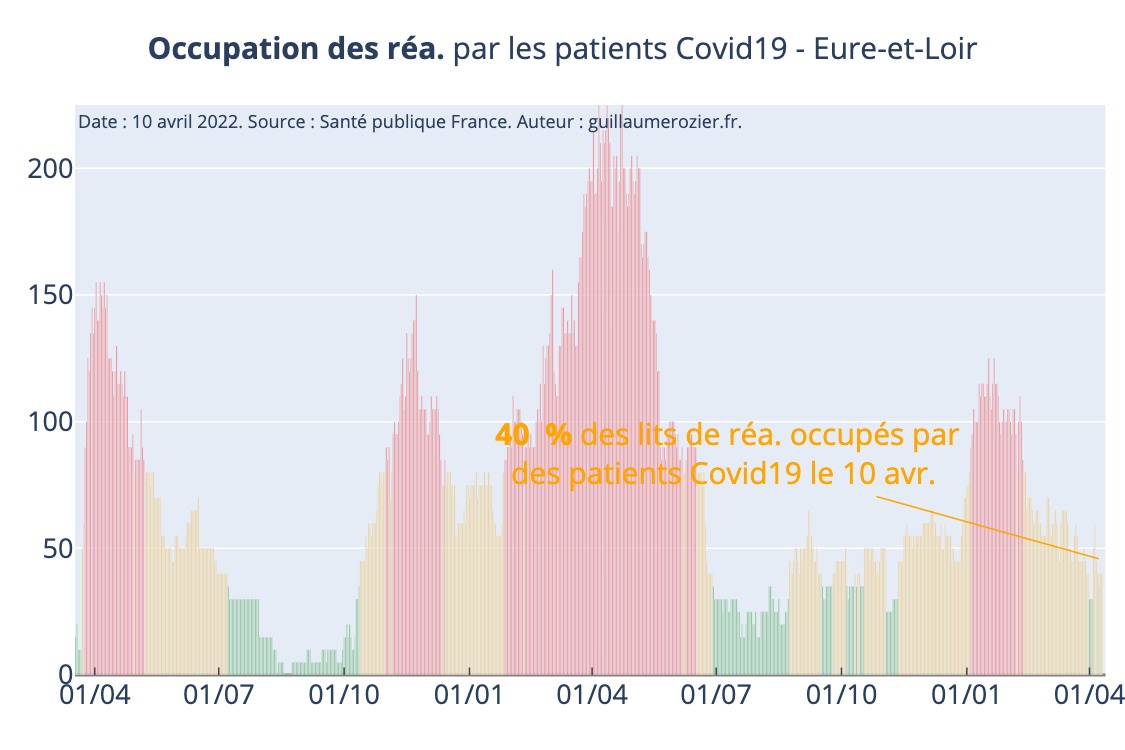 Occupation des réa. par les patients Covid19 - Eure-et-Loir
Date : 10 avril 2022. Source : Santé publique France. Auteur : guillaumerozier.fr.
200
150
100
50
0
40 % des lits de réa. occupés par
des patients Covid19 le 10 avr.
01/04 01/07 01/10 01/01 01/04 01/07 01/10 01/01 01/04